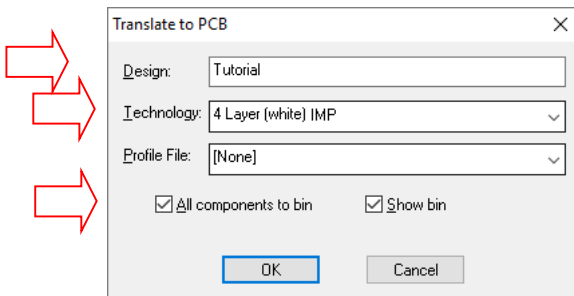 Translate to PCB
Design: Tutorial
Technology: 4 Layer (white) IMP
Profile File: [None]
All components to bin Show bin
OK Cancel